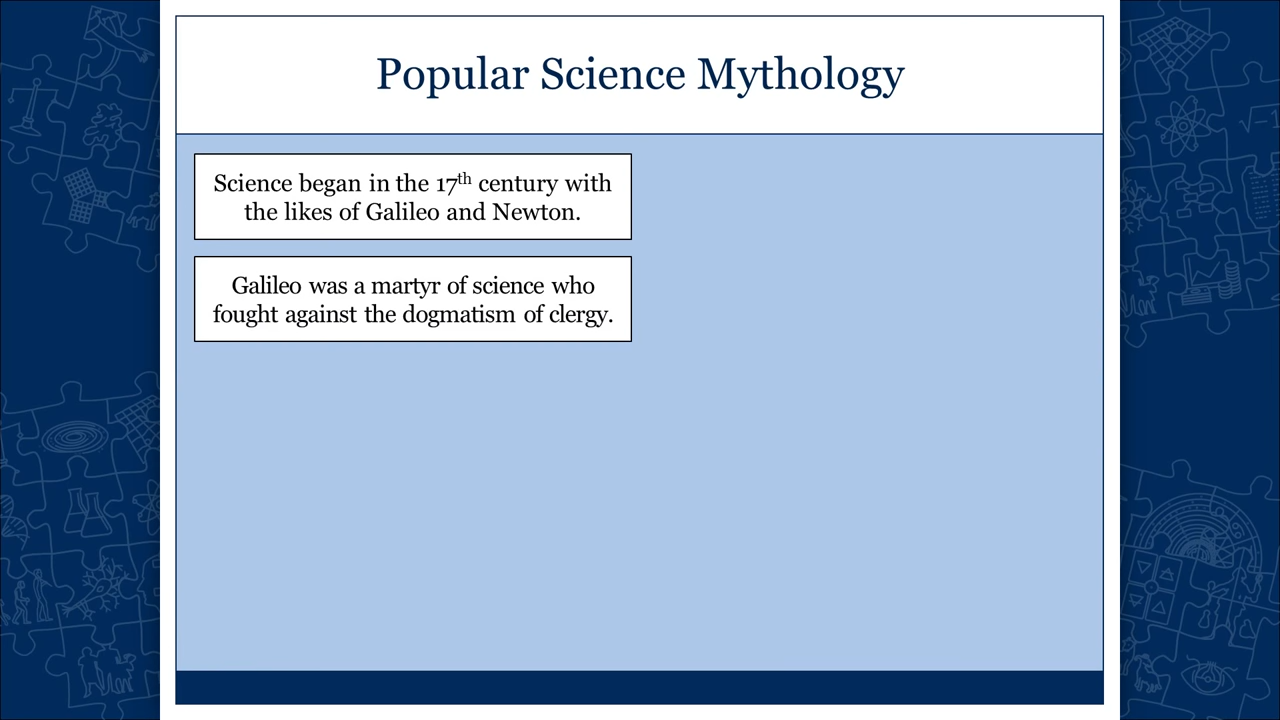 Popular Science Mythology
Science began in the 17th century with
the likes of Galileo and Newton.
Galileo was a martyr of science who
fought against the dogmatism of clergy.